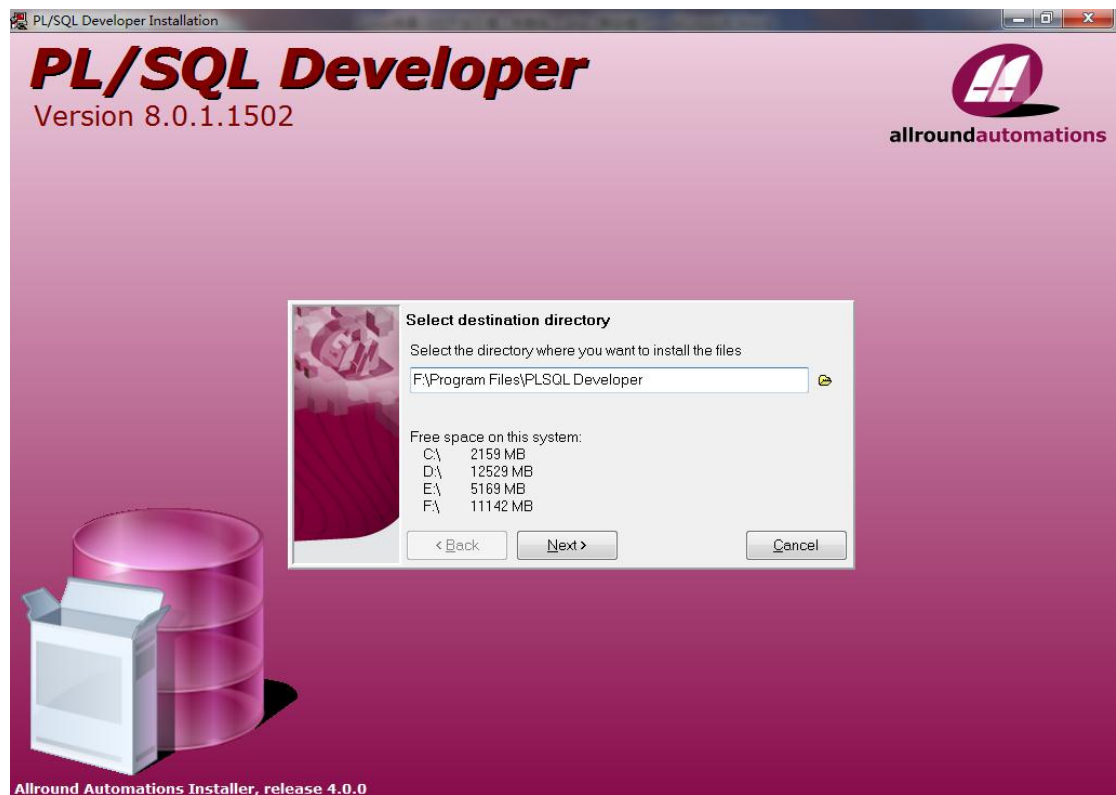 PL/SQL Developer Installation
PL/SQL Developer
Version 8.0.1.1502
allroundautomations
Select destination directory
Select the directory where you want to install the files
F:\Program Files\PLSQL Developer
Free space on this system:
C:\ 2159 MB
D:\ 12529 MB
E:\ 5169 MB
F:\ 11142 MB
< Back Next > Cancel
Allround Automations Installer, release 4.0.0